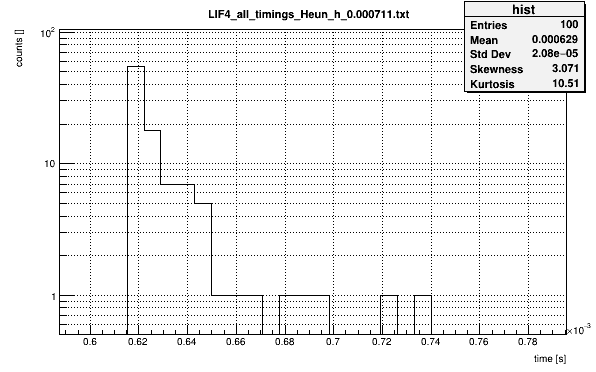 LIF4_all_timings_Heun_h_0.000711.txt
hist
Entries 100
Mean 0.000629
Std Dev 2.08e−05
Skewness 3.071
Kurtosis 10.51
counts []
10²
10
1
0.6 0.62 0.64 0.66 0.68 0.7 0.72 0.74 0.76 0.78
×10⁻³
time [s]